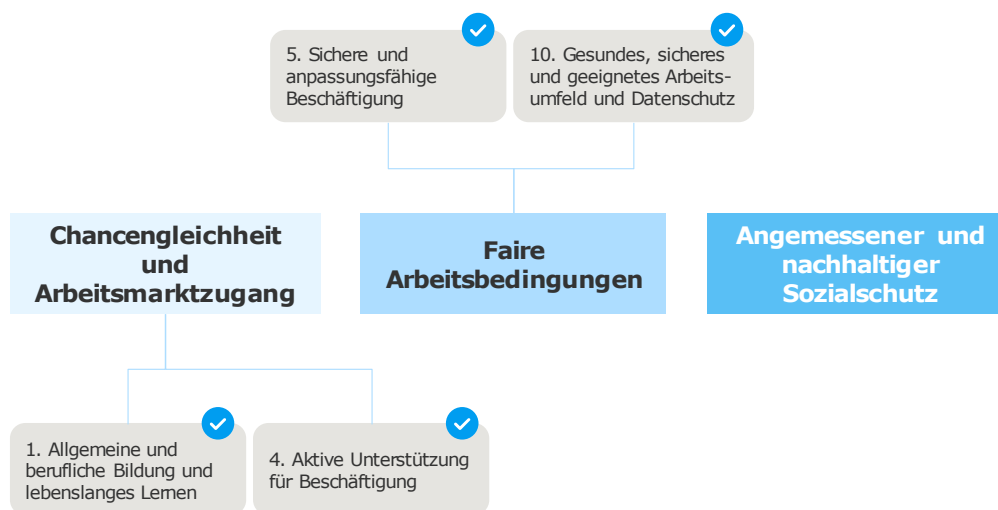 5. Sichere und
anpassungsfähige
Beschäftigung
10. Gesundes, sicheres
und geeignetes Arbeits-
umfeld und Datenschutz
Chancengleichheit
und
Arbeitsmarktzugang
Faire
Arbeitsbedingungen
Angemessener und
nachhaltiger
Sozialschutz
1. Allgemeine und
berufliche Bildung und
lebenslanges Lernen
4. Aktive Unterstützung
für Beschäftigung